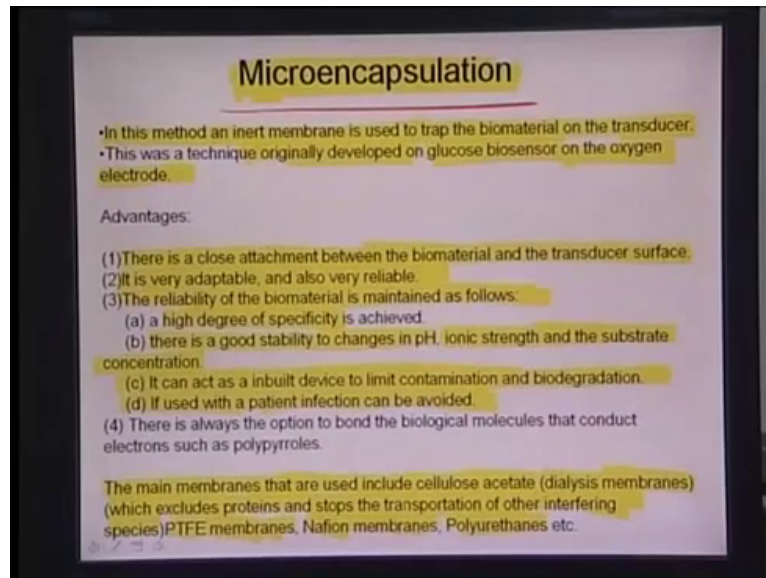 Microencapsulation
•In this method an inert membrane is used to trap the biomaterial on the transducer.
•This was a technique originally developed on glucose biosensor on the oxygen
electrode.
Advantages:
(1)There is a close attachment between the biomaterial and the transducer surface.
(2)It is very adaptable, and also very reliable.
(3)The reliability of the biomaterial is maintained as follows:
(a) a high degree of specificity is achieved.
(b) there is a good stability to changes in pH, ionic strength and the substrate
concentration.
(c) It can act as a inbuilt device to limit contamination and biodegradation.
(d) If used with a patient infection can be avoided.
(4) There is always the option to bond the biological molecules that conduct
electrons such as polypyrroles.
The main membranes that are used include cellulose acetate (dialysis membranes)
(which excludes proteins and stops the transportation of other interfering
species)PTFE membranes, Nafion membranes, Polyurethanes etc.